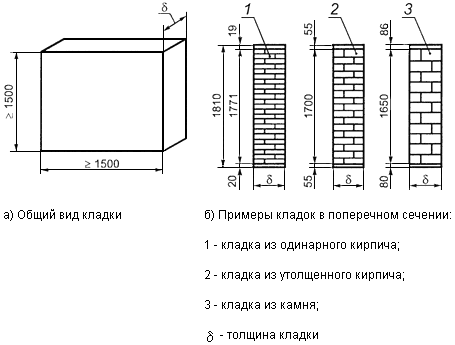 δ
≥ 1500
≥ 1500
1
2
3
19
1810
1771
20
δ
55
1700
55
δ
86
1650
80
δ
а) Общий вид кладки
б) Примеры кладок в поперечном сечении:
1 - кладка из одинарного кирпича;
2 - кладка из утолщенного кирпича;
3 - кладка из камня;
δ - толщина кладки